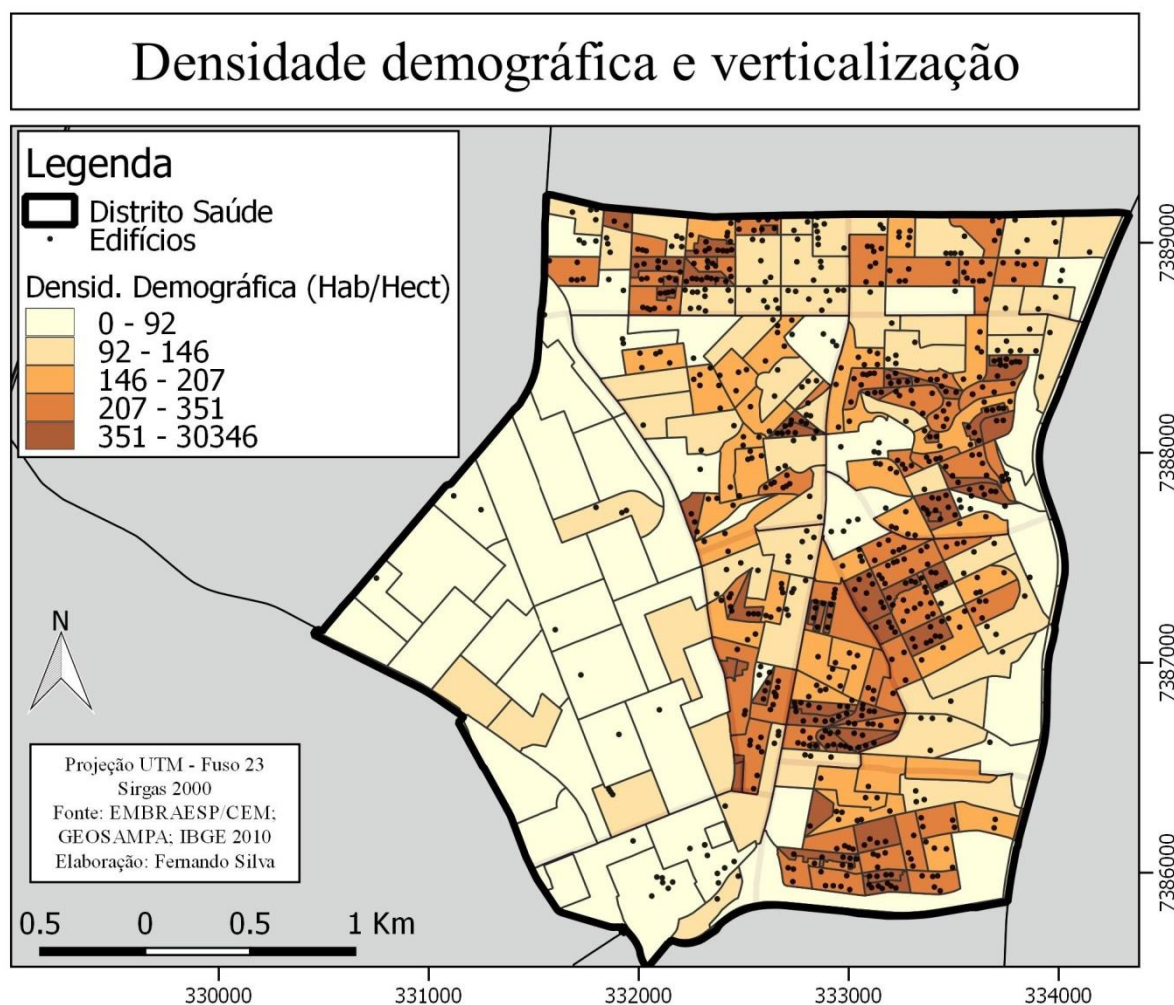 Densidade demográfica e verticalização
Legenda
Distrito Saúde
Edifícios
Densid. Demográfica (Hab/Hect)
0 - 92
92 - 146
146 - 207
207 - 351
351 - 30346
N
Projeção UTM - Fuso 23
Sirgas 2000
Fonte: EMBRAESP/CEM;
GEOSAMPA; IBGE 2010
Elaboração: Fernando Silva
0.5 0 0.5 1 Km
7389000
7388000
7387000
7386000
330000 331000 332000 333000 334000